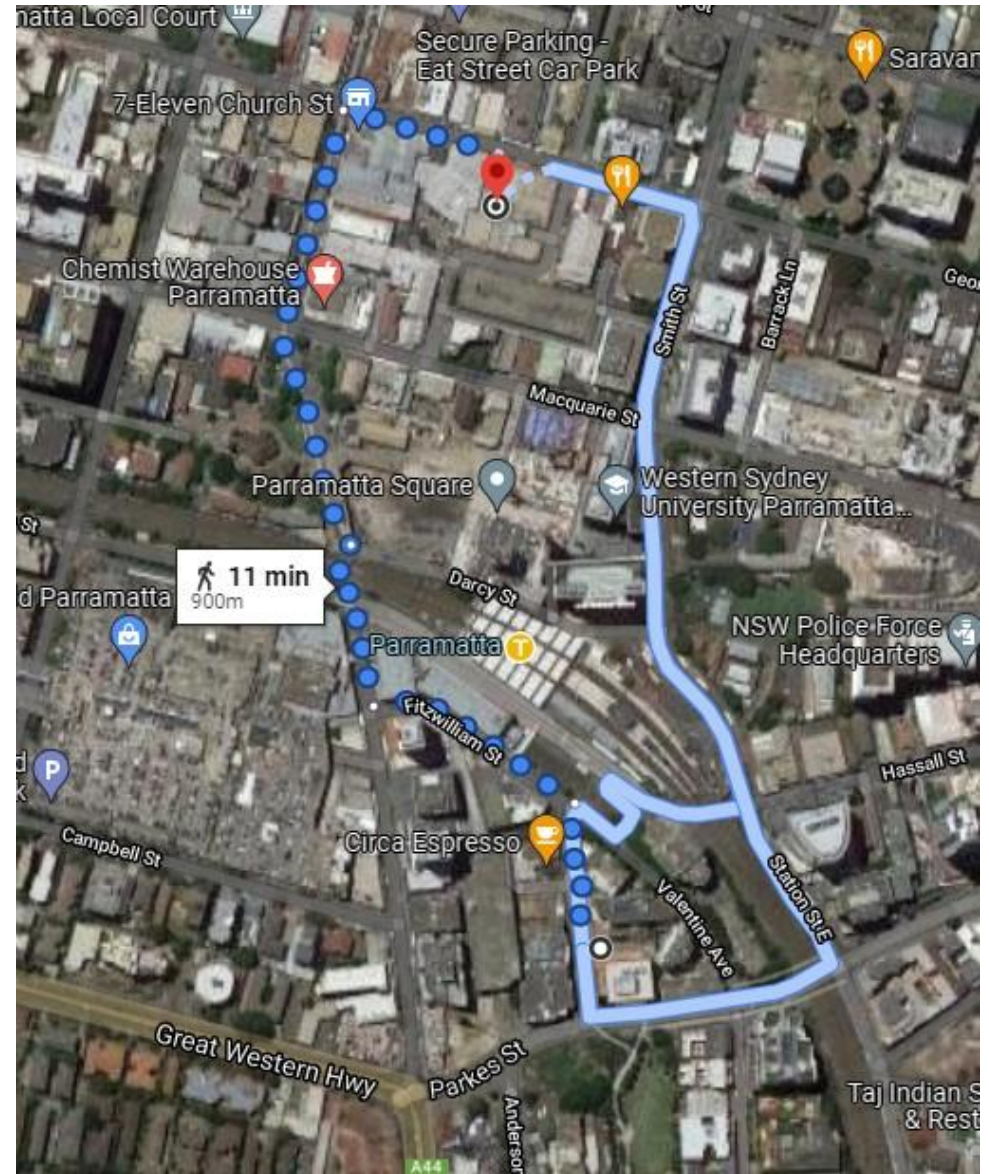 natta Local Court
Secure Parking -
Eat Street Car Park
Saravan
7-Eleven Church St
Chemist Warehouse
Parramatta
Geor
Barrack Ln
Smith St
Macquarie St
Parramatta Square
Western Sydney
University Parramatta...
St
11 min
900m
Darcy St
d Parramatta
NSW Police Force
Headquarters
Parramatta
T
Fitzwilliam St
d
k
P
Hassall St
Circa Espresso
Campbell St
Station St E
Valentine Ave
Great Western Hwy
Parkes St
Anderson
Taj Indian S
& Rest
A44